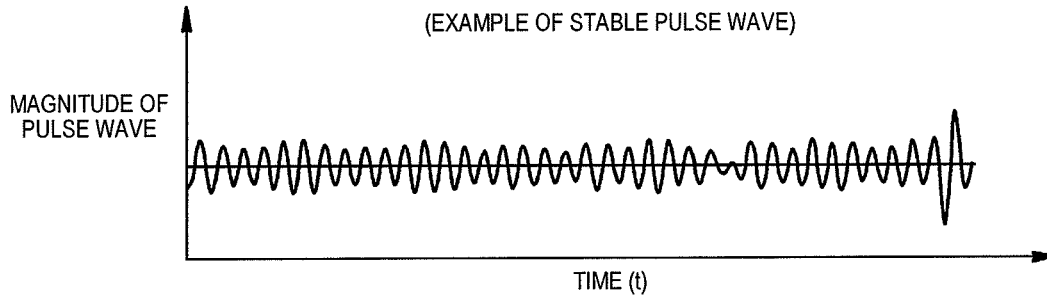 (EXAMPLE OF STABLE PULSE WAVE)
MAGNITUDE OF
PULSE WAVE
TIME (t)